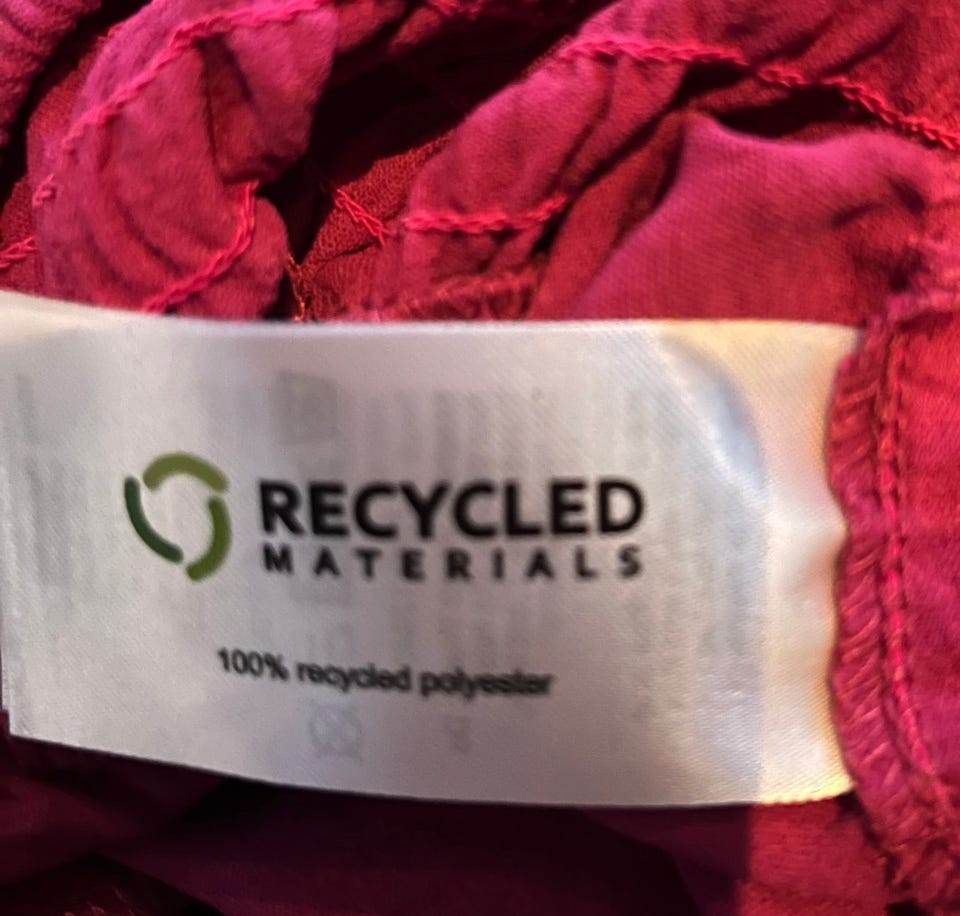 RECYCLED
MATERIALS
100% recycled polyester